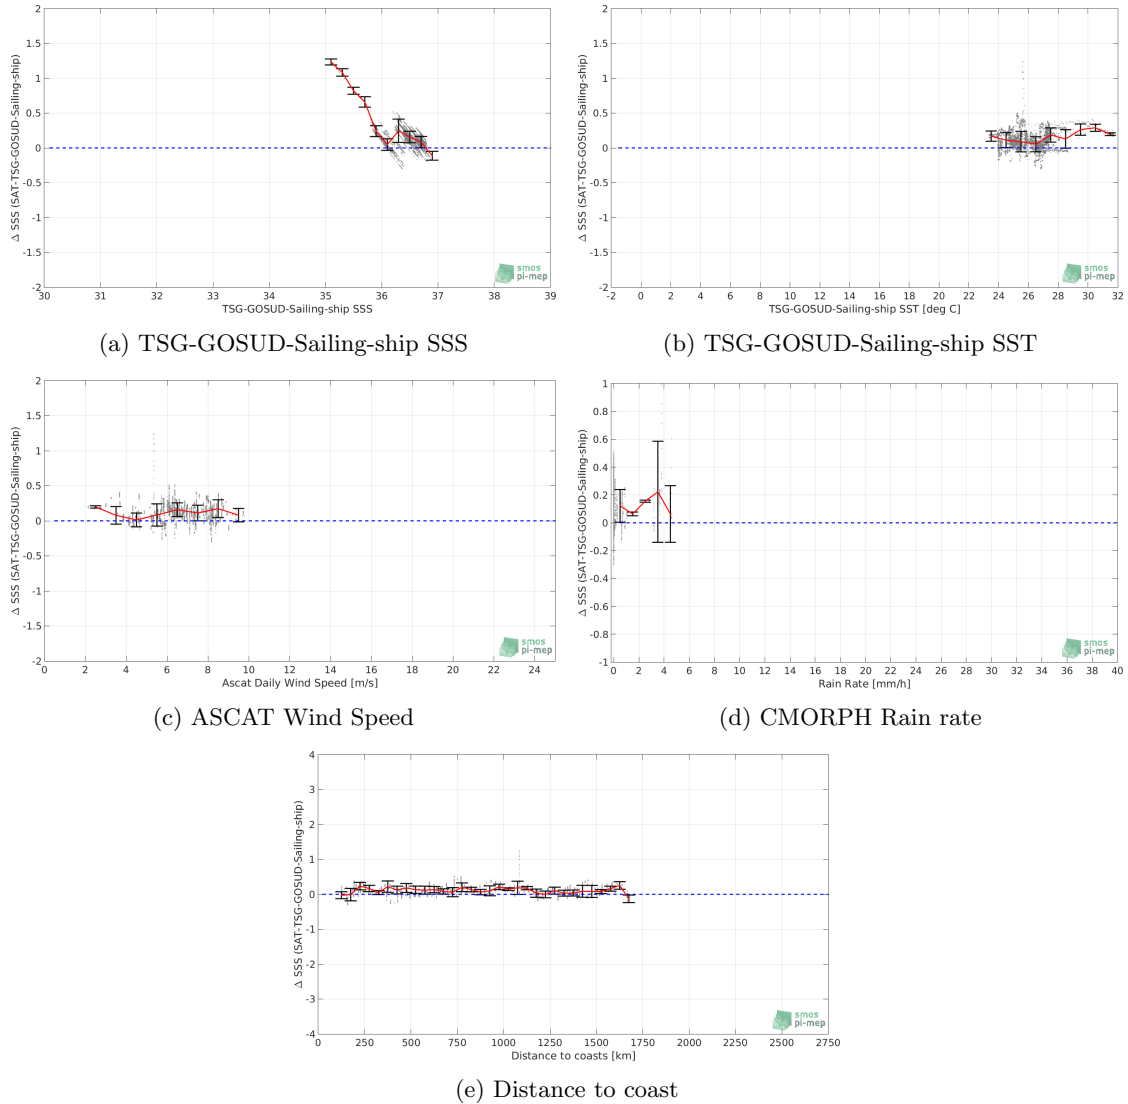 2
1.5
1
0.5
0
-0.5
-1
-1.5
-2
Δ SSS (SAT-TSG-GOSUD-Sailing-ship)
30 31 32 33 34 35 36 37 38 39
TSG-GOSUD-Sailing-ship SSS
smos
pi-mep
(a) TSG-GOSUD-Sailing-ship SSS
2
1.5
1
0.5
0
-0.5
-1
-1.5
-2
Δ SSS (SAT-TSG-GOSUD-Sailing-ship)
-2 0 2 4 6 8 10 12 14 16 18 20 22 24 26 28 30 32
TSG-GOSUD-Sailing-ship SST [deg C]
smos
pi-mep
(b) TSG-GOSUD-Sailing-ship SST
2
1.5
1
0.5
0
-0.5
-1
-1.5
-2
Δ SSS (SAT-TSG-GOSUD-Sailing-ship)
0 2 4 6 8 10 12 14 16 18 20 22 24
Ascat Daily Wind Speed [m/s]
smos
pi-mep
(c) ASCAT Wind Speed
1
0.8
0.6
0.4
0.2
0
-0.2
-0.4
-0.6
-0.8
-1
Δ SSS (SAT-TSG-GOSUD-Sailing-ship)
0 2 4 6 8 10 12 14 16 18 20 22 24 26 28 30 32 34 36 38 40
Rain Rate [mm/h]
smos
pi-mep
(d) CMORPH Rain rate
4
3
2
1
0
-1
-2
-3
-4
Δ SSS (SAT-TSG-GOSUD-Sailing-ship)
0 250 500 750 1000 1250 1500 1750 2000 2250 2500 2750
Distance to coasts [km]
smos
pi-mep
(e) Distance to coast